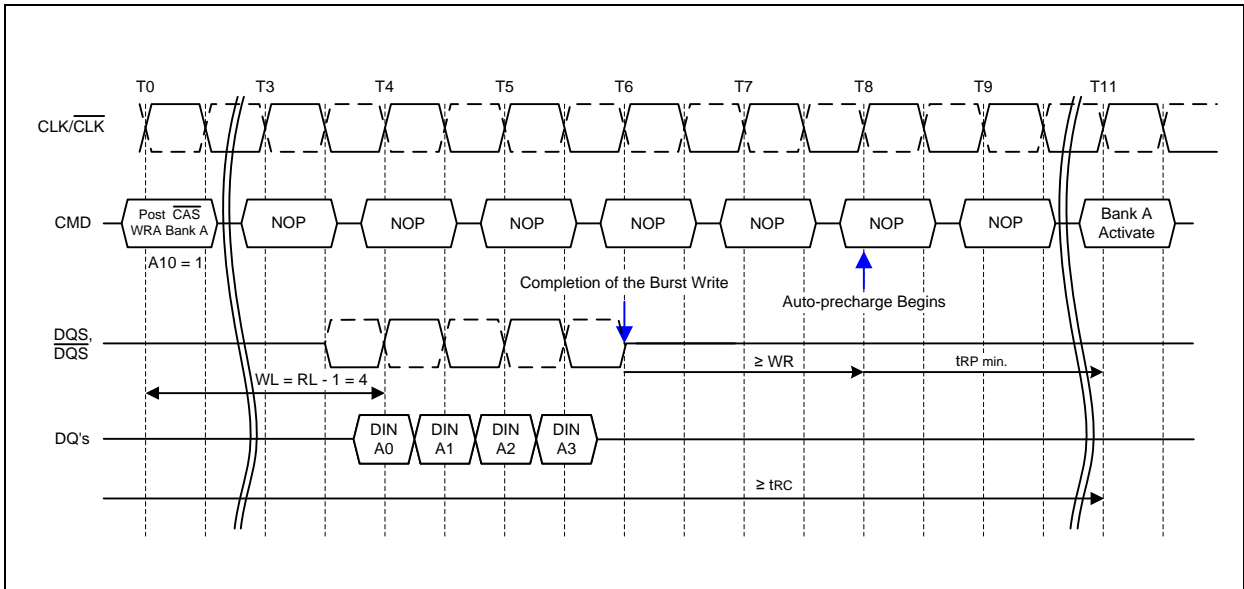 T0 T3 T4 T5 T6 T7 T8 T9 T11
CLK/CLK
CMD
Post CAS
WRA Bank A
NOP NOP NOP NOP NOP NOP NOP
Bank A
Activate
A10 = 1
Completion of the Burst Write
Auto-precharge Begins
DQS,
DQS
≥ WR
tRP min.
WL = RL - 1 = 4
DQ's
DIN
A0
DIN
A1
DIN
A2
DIN
A3
≥ tRC